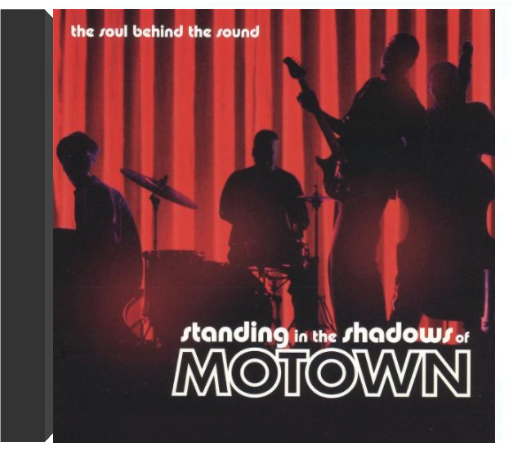 the soul behind the sound
standing in the shadows of
MOTOWN